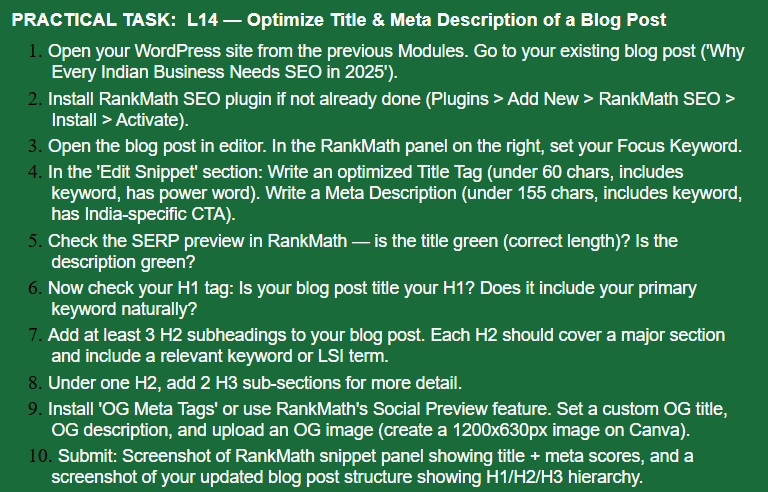 PRACTICAL TASK:  L14 — Optimize Title & Meta Description of a Blog Post
1. Open your WordPress site from the previous Modules. Go to your existing blog post ('Why
Every Indian Business Needs SEO in 2025').
2. Install RankMath SEO plugin if not already done (Plugins > Add New > RankMath SEO >
Install > Activate).
3. Open the blog post in editor. In the RankMath panel on the right, set your Focus Keyword.
4. In the 'Edit Snippet' section: Write an optimized Title Tag (under 60 chars, includes
keyword, has power word). Write a Meta Description (under 155 chars, includes keyword,
has India-specific CTA).
5. Check the SERP preview in RankMath — is the title green (correct length)? Is the
description green?
6. Now check your H1 tag: Is your blog post title your H1? Does it include your primary
keyword naturally?
7. Add at least 3 H2 subheadings to your blog post. Each H2 should cover a major section
and include a relevant keyword or LSI term.
8. Under one H2, add 2 H3 sub-sections for more detail.
9. Install 'OG Meta Tags' or use RankMath's Social Preview feature. Set a custom OG title,
OG description, and upload an OG image (create a 1200x630px image on Canva).
10. Submit: Screenshot of RankMath snippet panel showing title + meta scores, and a
screenshot of your updated blog post structure showing H1/H2/H3 hierarchy.